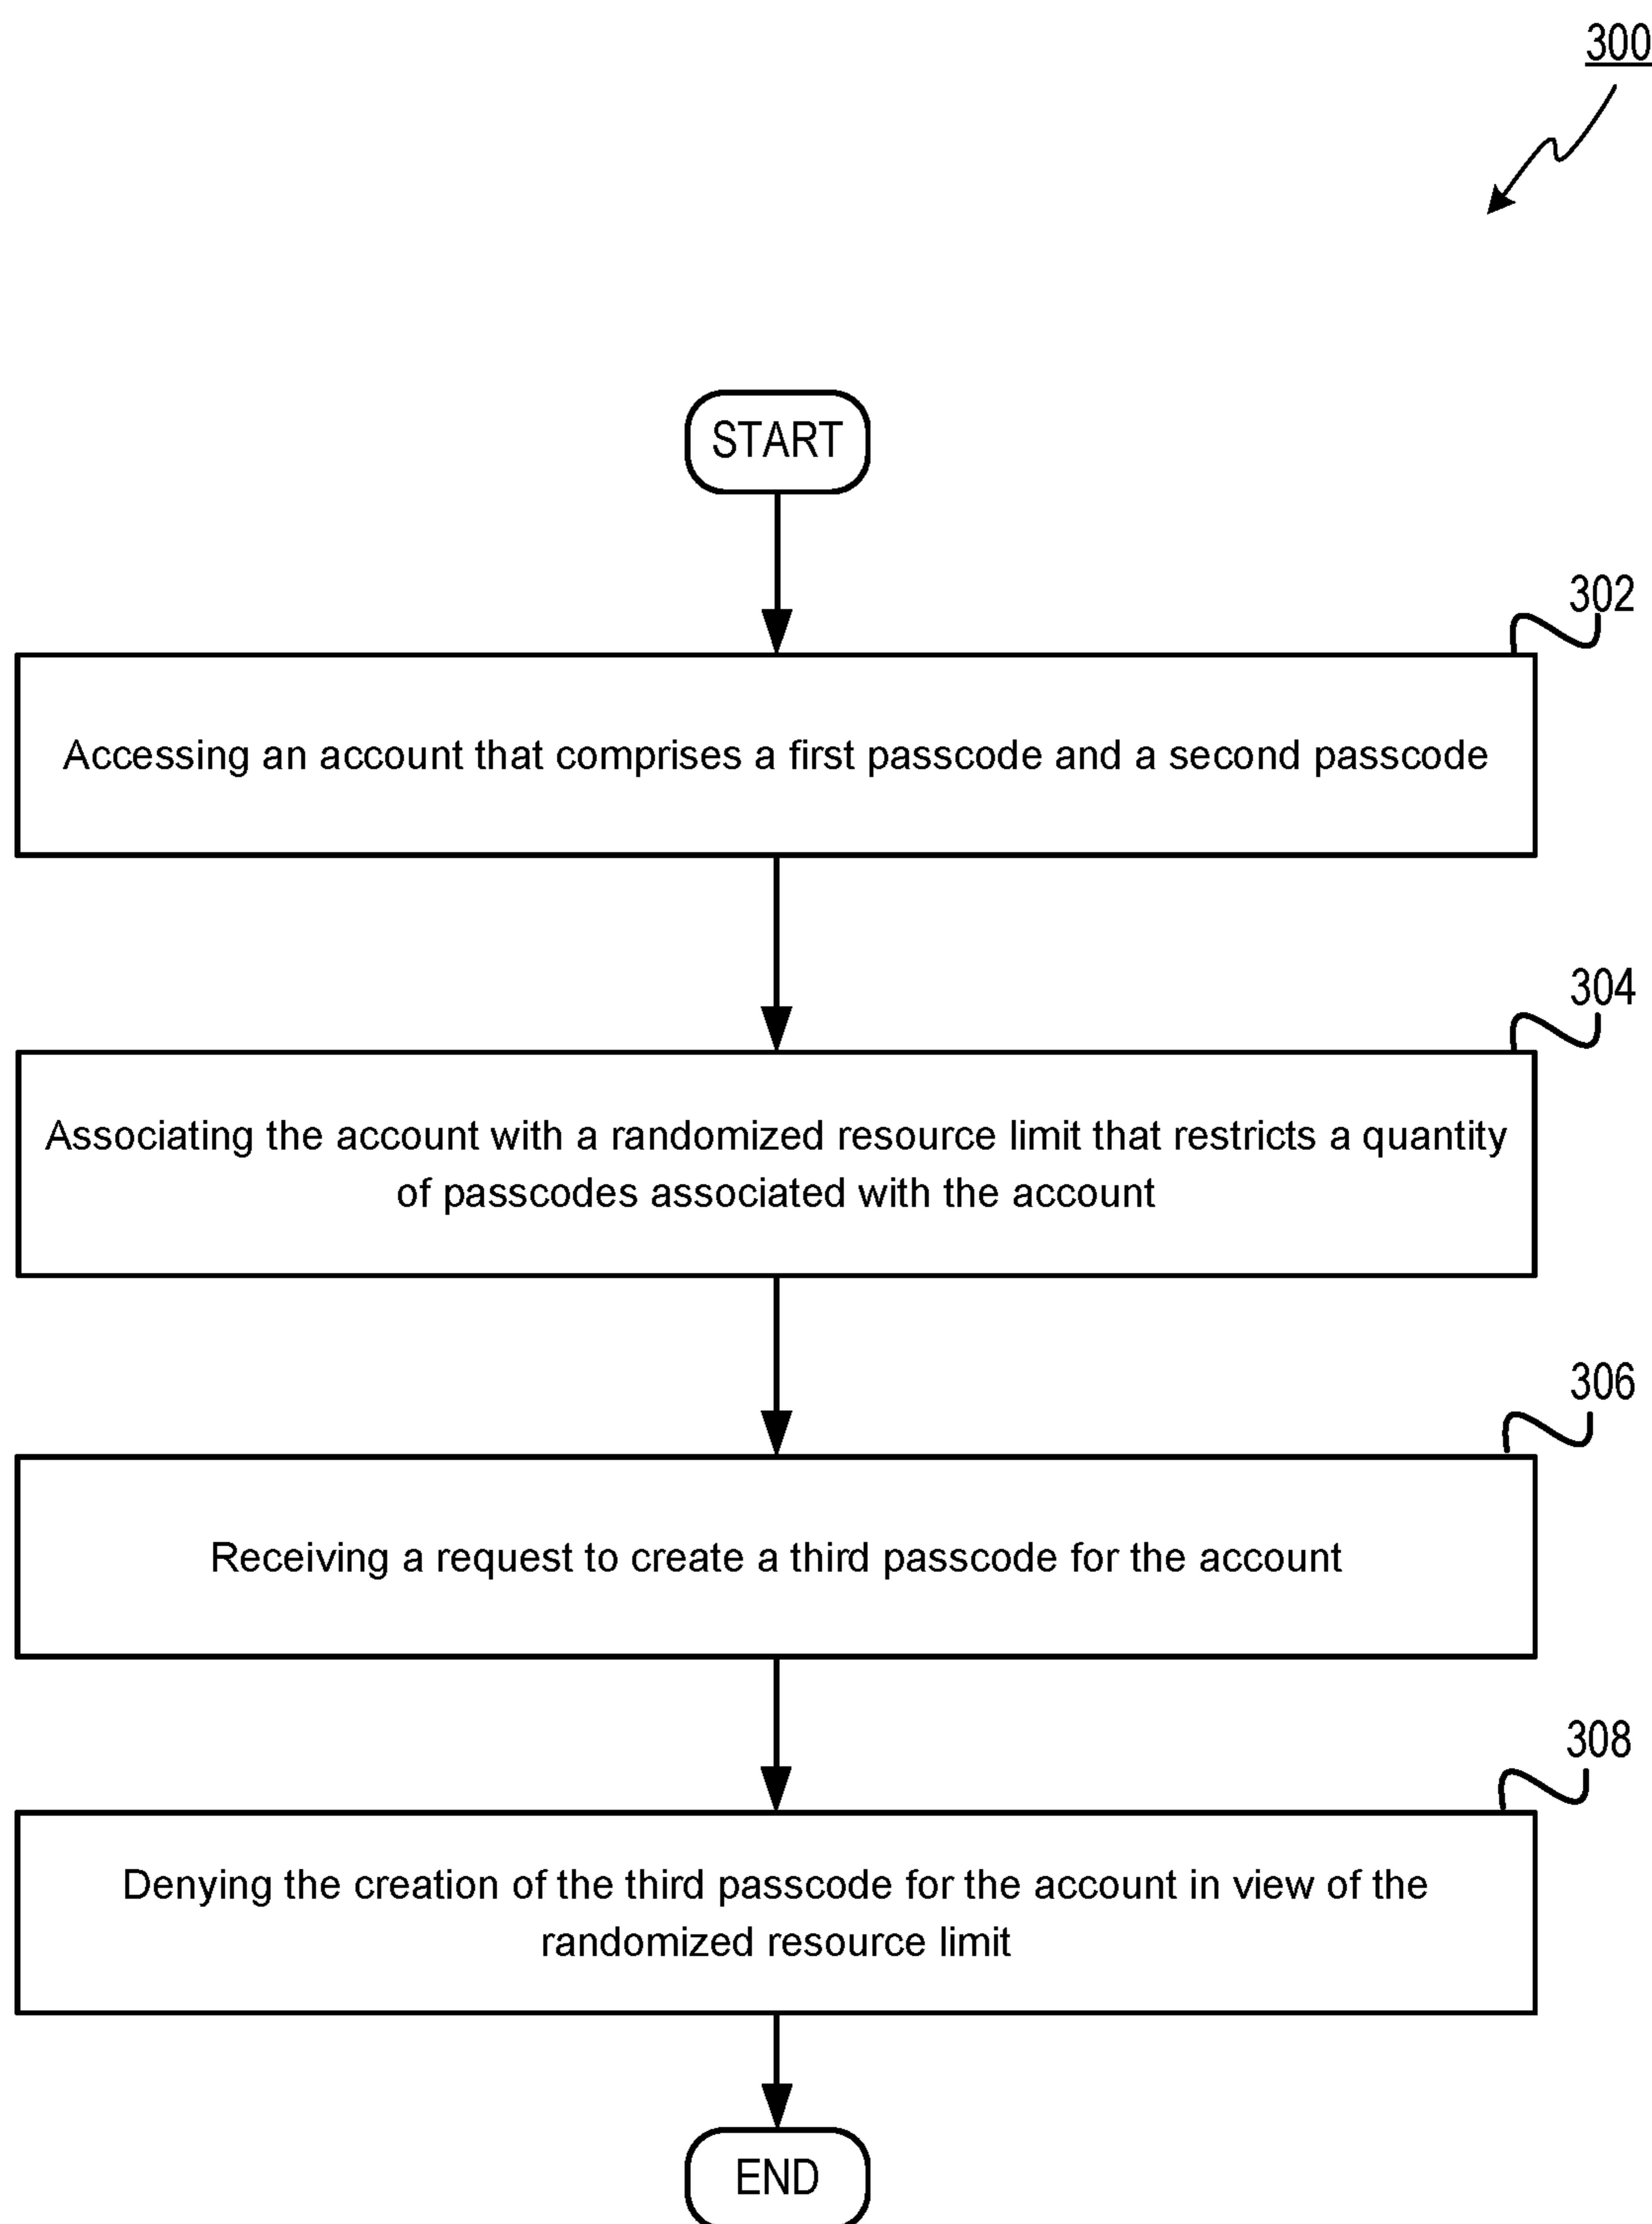 300
START
302
Accessing an account that comprises a first passcode and a second passcode
304
Associating the account with a randomized resource limit that restricts a quantity
of passcodes associated with the account
306
Receiving a request to create a third passcode for the account
308
Denying the creation of the third passcode for the account in view of the
randomized resource limit
END